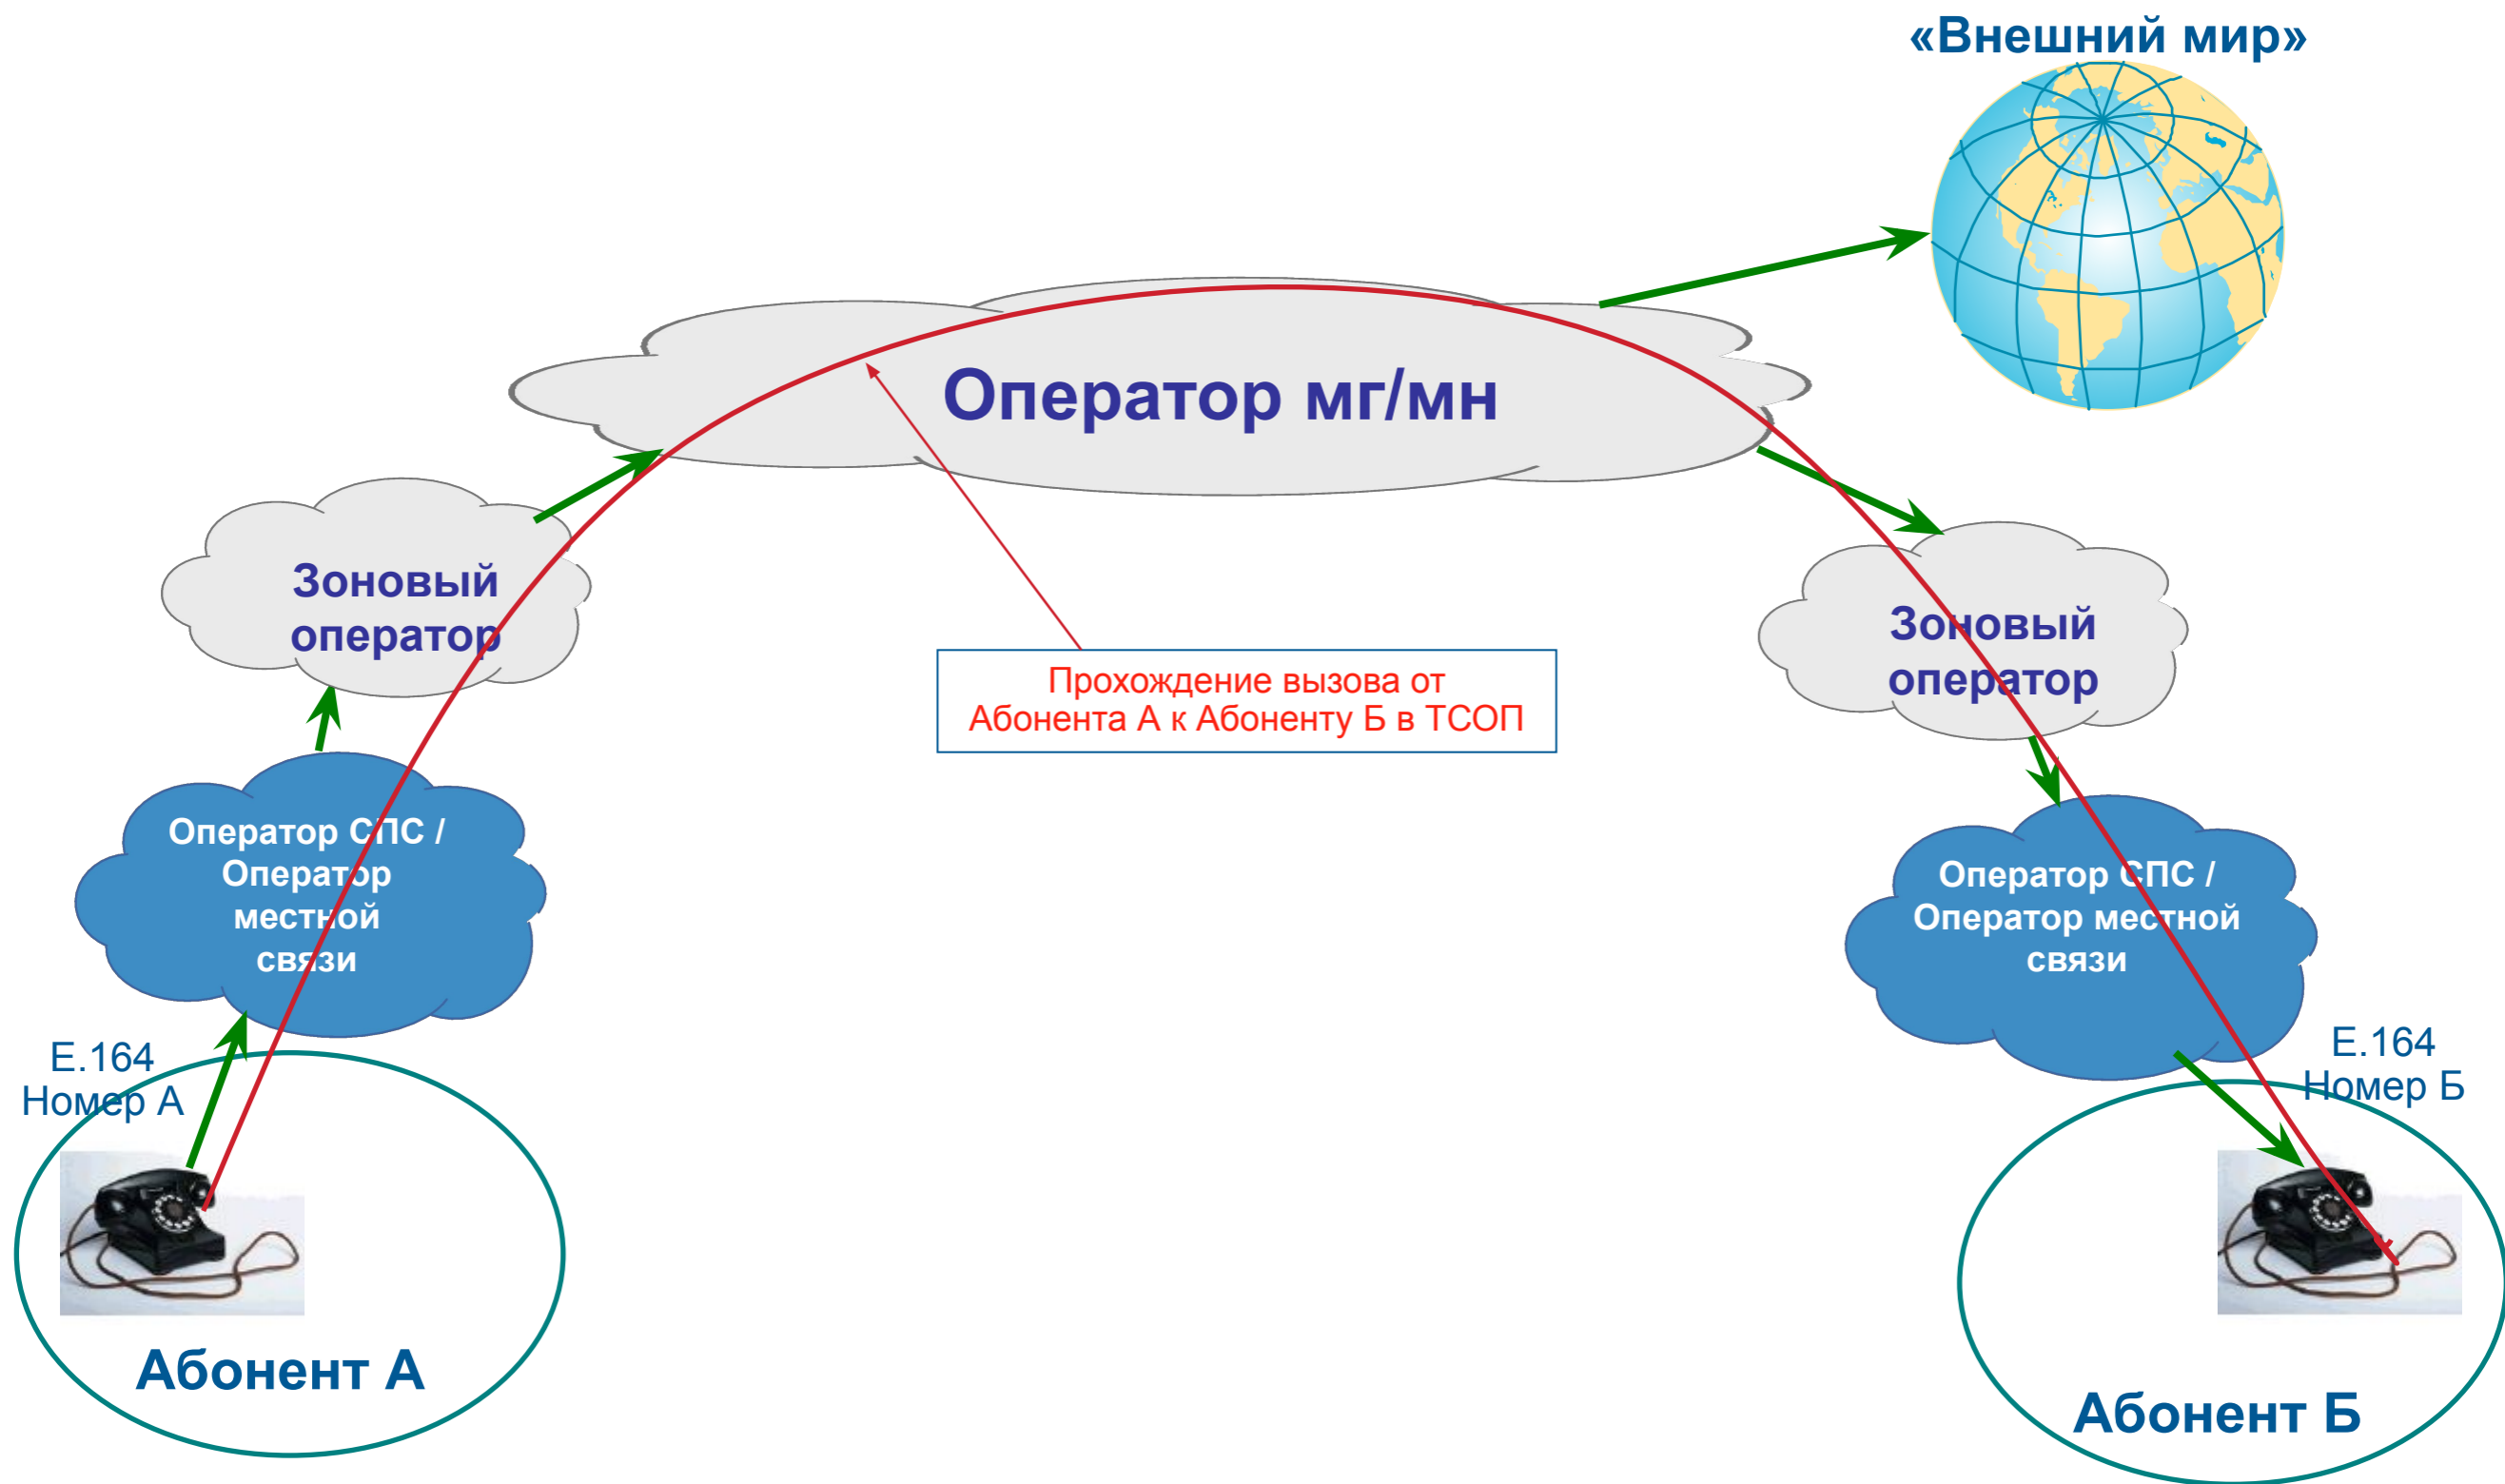 «Внешний мир»
Оператор мг/мн
Зоновый
оператор
Зоновый
оператор
Прохождение вызова от
Абонента А к Абоненту Б в ТСОП
Оператор СПС /
Оператор
местной
связи
Оператор СПС /
Оператор местной
связи
E.164
Номер А
E.164
Номер Б
Абонент А
Абонент Б